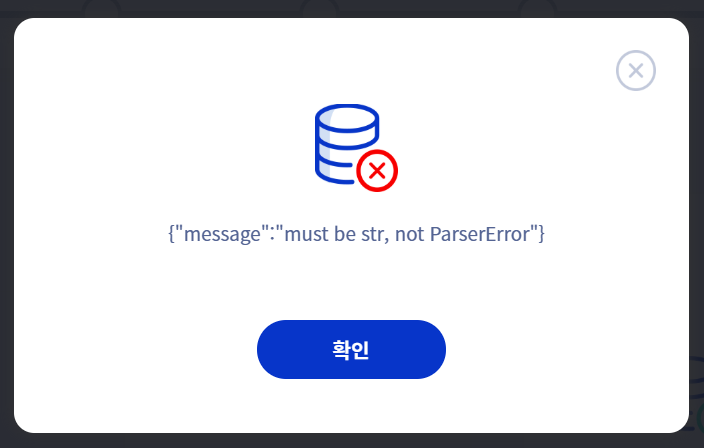 {"message":"must be str, not ParserError"}
확인